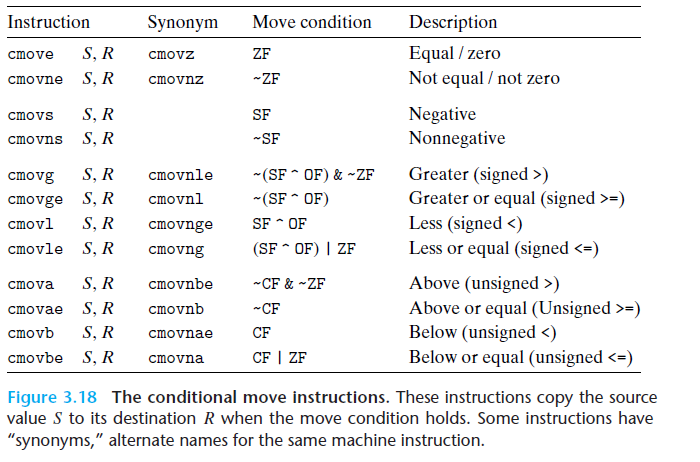 Instruction Synonym Move condition Description
cmove S, R cmovz ZF Equal / zero
cmovne S, R cmovnz ~ZF Not equal / not zero
cmovs S, R SF Negative
cmovns S, R ~SF Nonnegative
cmovg S, R cmovnle ~(SF ^ OF) & ~ZF Greater (signed >)
cmovge S, R cmovnl ~(SF ^ OF) Greater or equal (signed >=)
cmovl S, R cmovnge SF ^ OF Less (signed <)
cmovle S, R cmovng (SF ^ OF) | ZF Less or equal (signed <=)
cmova S, R cmovnbe ~CF & ~ZF Above (unsigned >)
cmovae S, R cmovnb ~CF Above or equal (Unsigned >=)
cmovb S, R cmovnae CF Below (unsigned <)
cmovbe S, R cmovna CF | ZF Below or equal (unsigned <=)
Figure 3.18 The conditional move instructions. These instructions copy the source
value S to its destination R when the move condition holds. Some instructions have
“synonyms,” alternate names for the same machine instruction.